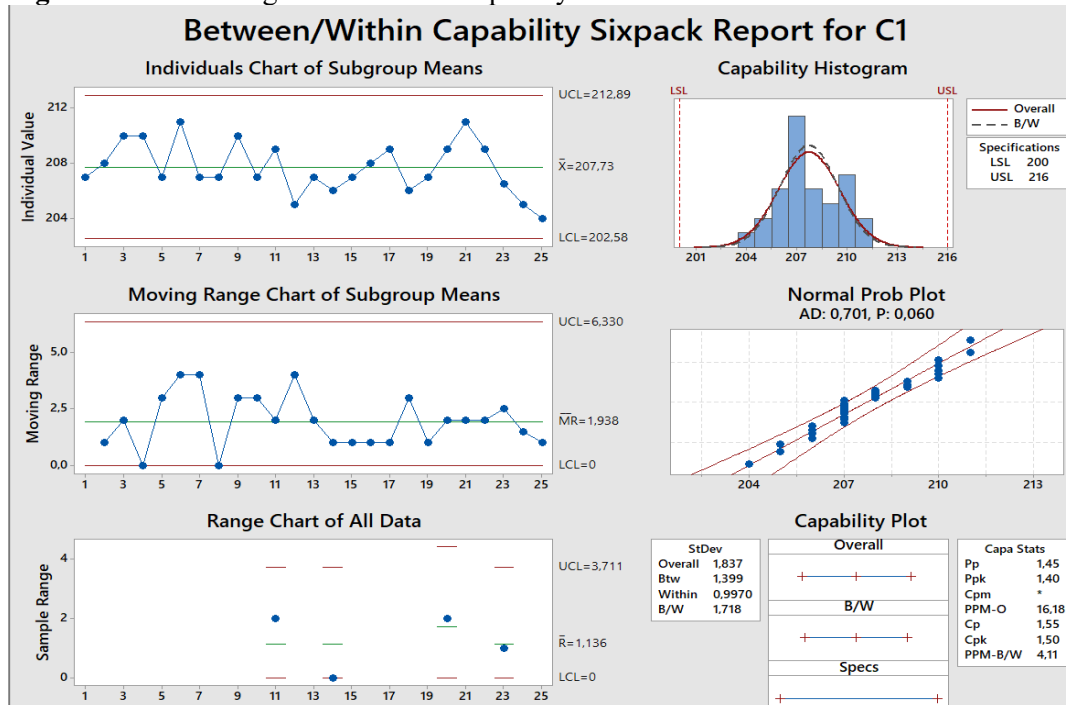 Between/Within Capability Sixpack Report for C1
Individuals Chart of Subgroup Means
Individual Value
212
208
204
UCL=212,89
X̄=207,73
LCL=202,58
1 3 5 7 9 11 13 15 17 19 21 23 25
Capability Histogram
LSL USL
Overall
B/W
Specifications
LSL 200
USL 216
201 204 207 210 213 216
Moving Range Chart of Subgroup Means
Moving Range
5,0
2,5
0,0
UCL=6,330
M̄R̄=1,938
LCL=0
1 3 5 7 9 11 13 15 17 19 21 23 25
Normal Prob Plot
AD: 0,701, P: 0,060
204 207 210 213
Range Chart of All Data
Sample Range
4
2
0
UCL=3,711
R̄=1,136
LCL=0
1 3 5 7 9 11 13 15 17 19 21 23 25
Capability Plot
StDev
Overall 1,837
Btw 1,399
Within 0,9970
B/W 1,718
Overall
B/W
Specs
Capa Stats
Pp 1,45
Ppk 1,40
Cpm *
PPM-O 16,18
Cp 1,55
Cpk 1,50
PPM-B/W 4,11